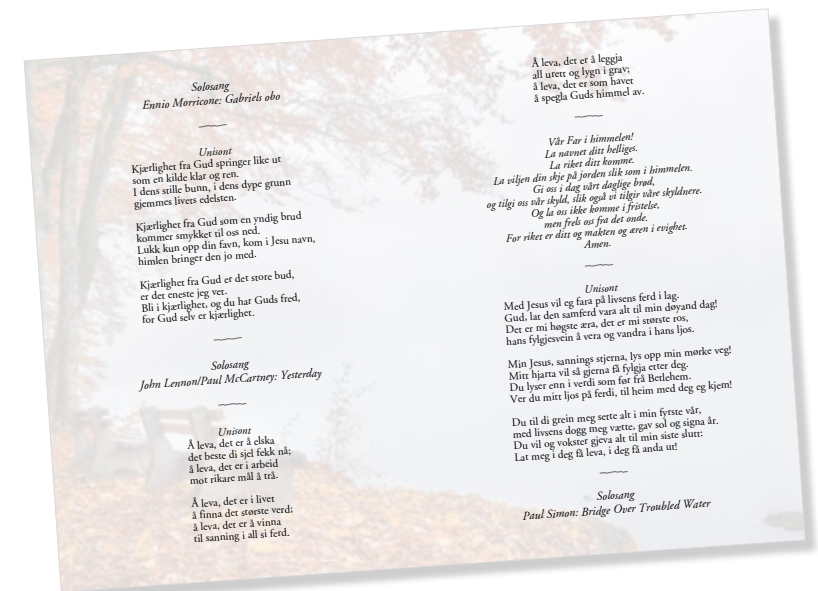 Solosang
Ennio Morricone: Gabriels obo
Unisont
Kjærlighet fra Gud springer like ut
som en kilde klar og ren.
I dens stille bunn, i dens dype grunn
gjemmes livets edelsten.
Kjærlighet fra Gud som en yndig brud
kommer smykket til oss ned.
Lukk kun opp din favn, kom i Jesu navn,
himlen bringer den jo med.
Kjærlighet fra Gud er det store bud,
er det eneste jeg vet.
Bli i kjærlighet, og du har Guds fred,
for Gud selv er kjærlighet.
Solosang
John Lennon/Paul McCartney: Yesterday
Unisont
Å leva, det er å elska
det beste di sjel fekk nå;
å leva, det er i arbeid
mot rikare mål å trå.
Å leva, det er i livet
å finna det største verd;
å leva, det er å vinna
til sanning i all si ferd.
Å leva, det er å leggja
all urett og lygn i grav;
å leva, det er som havet
å spegla Guds himmel av.
Vår Far i himmelen!
La navnet ditt helliges.
La riket ditt komme.
La viljen din skje på jorden slik som i himmelen.
Gi oss i dag vårt daglige brød,
og tilgi oss vår skyld, slik også vi tilgir våre skyldnere.
Og la oss ikke komme i fristelse,
men frels oss fra det onde.
For riket er ditt og makten og æren i evighet.
Amen.
Unisont
Med Jesus vil eg fara på livsens ferd i lag.
Gud, lat den samferd vara alt til min døyand dag!
Det er mi høgste æra, det er mi største ros,
hans fylgjesvein å vera og vandra i hans ljos.
Min Jesus, sannings stjerna, lys opp min mørke veg!
Mitt hjarta vil så gjerna få fylgja etter deg.
Du lyser enn i verdi som før frå Betlehem.
Ver du mitt ljos på ferdi, til heim med deg eg kjem!
Du til di grein meg sette alt i min fyrste vår,
med livsens dogg meg vætte, gav sol og signa år.
Du vil og vokster gjeva alt til min siste slutt:
Lat meg i deg få leva, i deg få anda ut!
Solosang
Paul Simon: Bridge Over Troubled Water